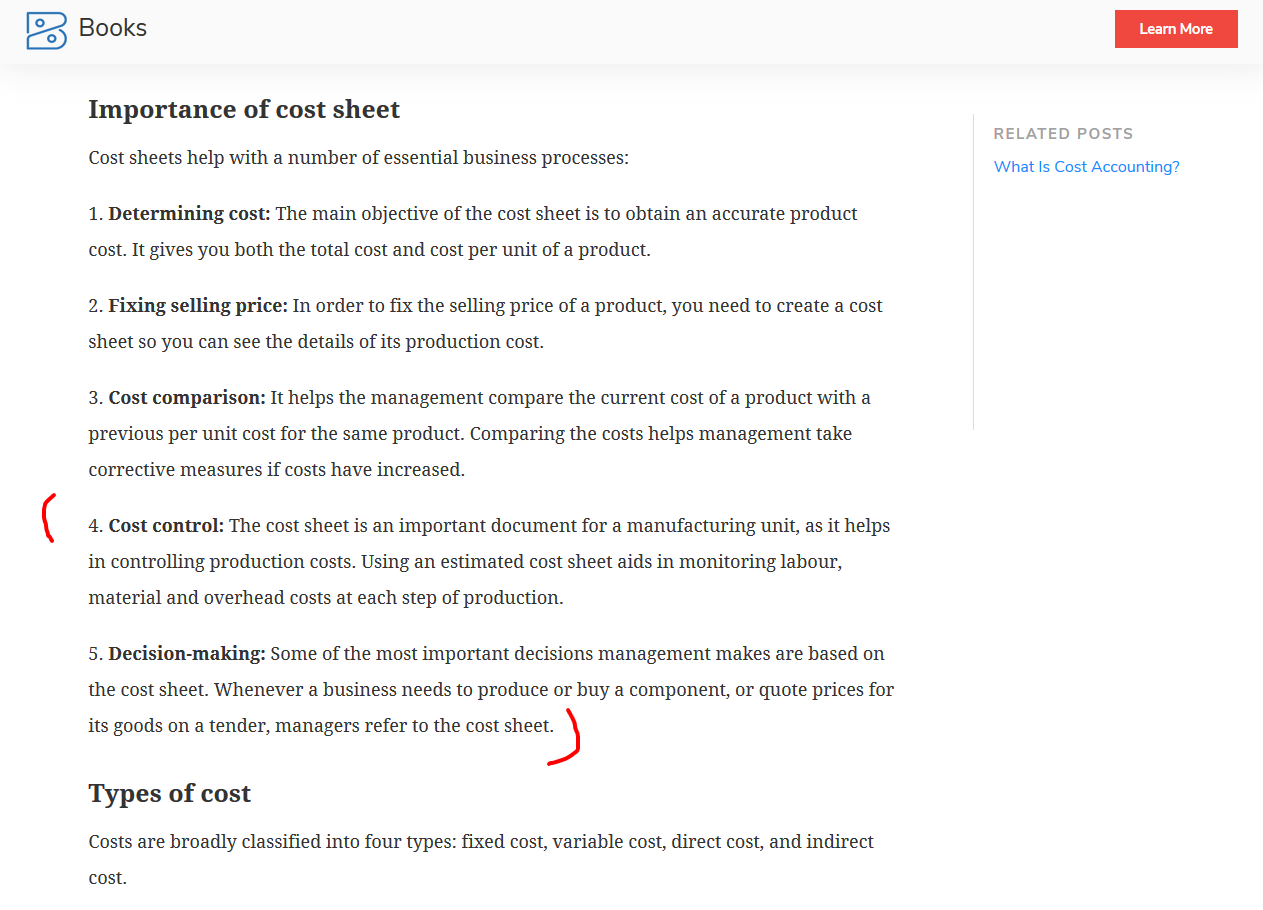 Books
Learn More
Importance of cost sheet
Cost sheets help with a number of essential business processes:
1. Determining cost: The main objective of the cost sheet is to obtain an accurate product
cost. It gives you both the total cost and cost per unit of a product.
2. Fixing selling price: In order to fix the selling price of a product, you need to create a cost
sheet so you can see the details of its production cost.
3. Cost comparison: It helps the management compare the current cost of a product with a
previous per unit cost for the same product. Comparing the costs helps management take
corrective measures if costs have increased.
4. Cost control: The cost sheet is an important document for a manufacturing unit, as it helps
in controlling production costs. Using an estimated cost sheet aids in monitoring labour,
material and overhead costs at each step of production.
5. Decision-making: Some of the most important decisions management makes are based on
the cost sheet. Whenever a business needs to produce or buy a component, or quote prices for
its goods on a tender, managers refer to the cost sheet.
Types of cost
Costs are broadly classified into four types: fixed cost, variable cost, direct cost, and indirect
cost.
RELATED POSTS
What Is Cost Accounting?